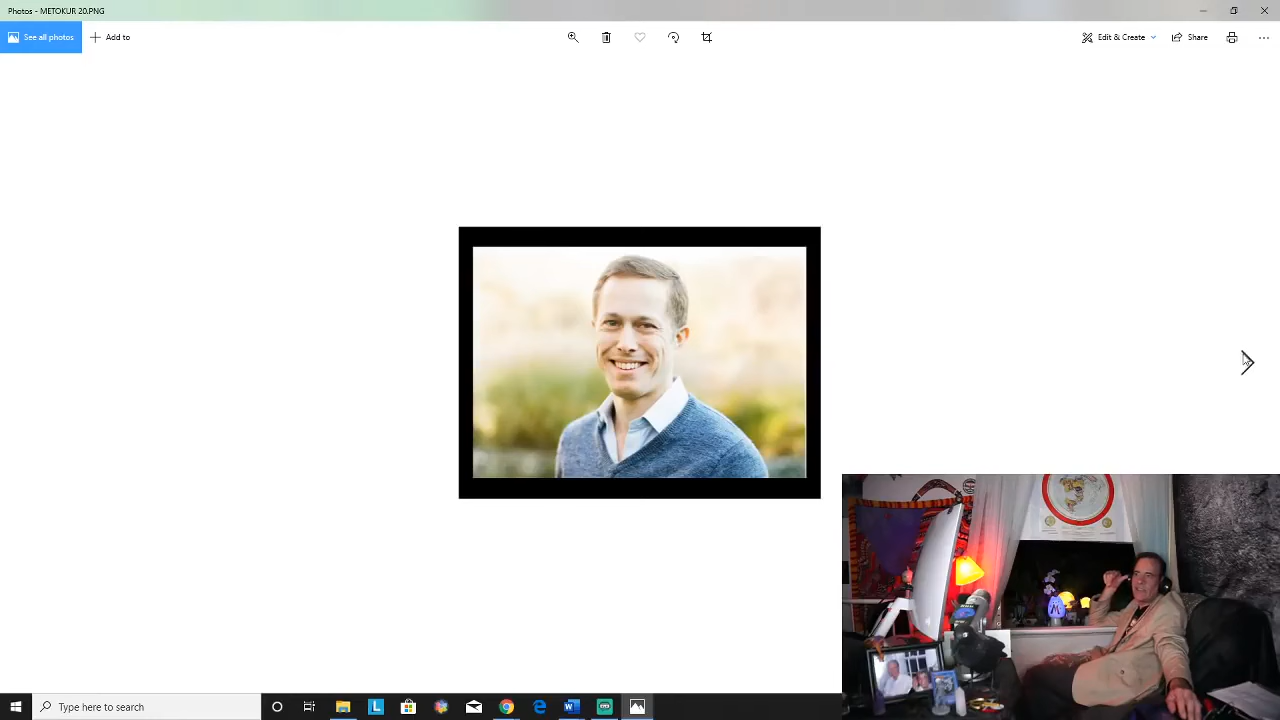 Photos - METOKUR 20.PNG
See all photos
Add to
Edit & Create
Share
Type here to search